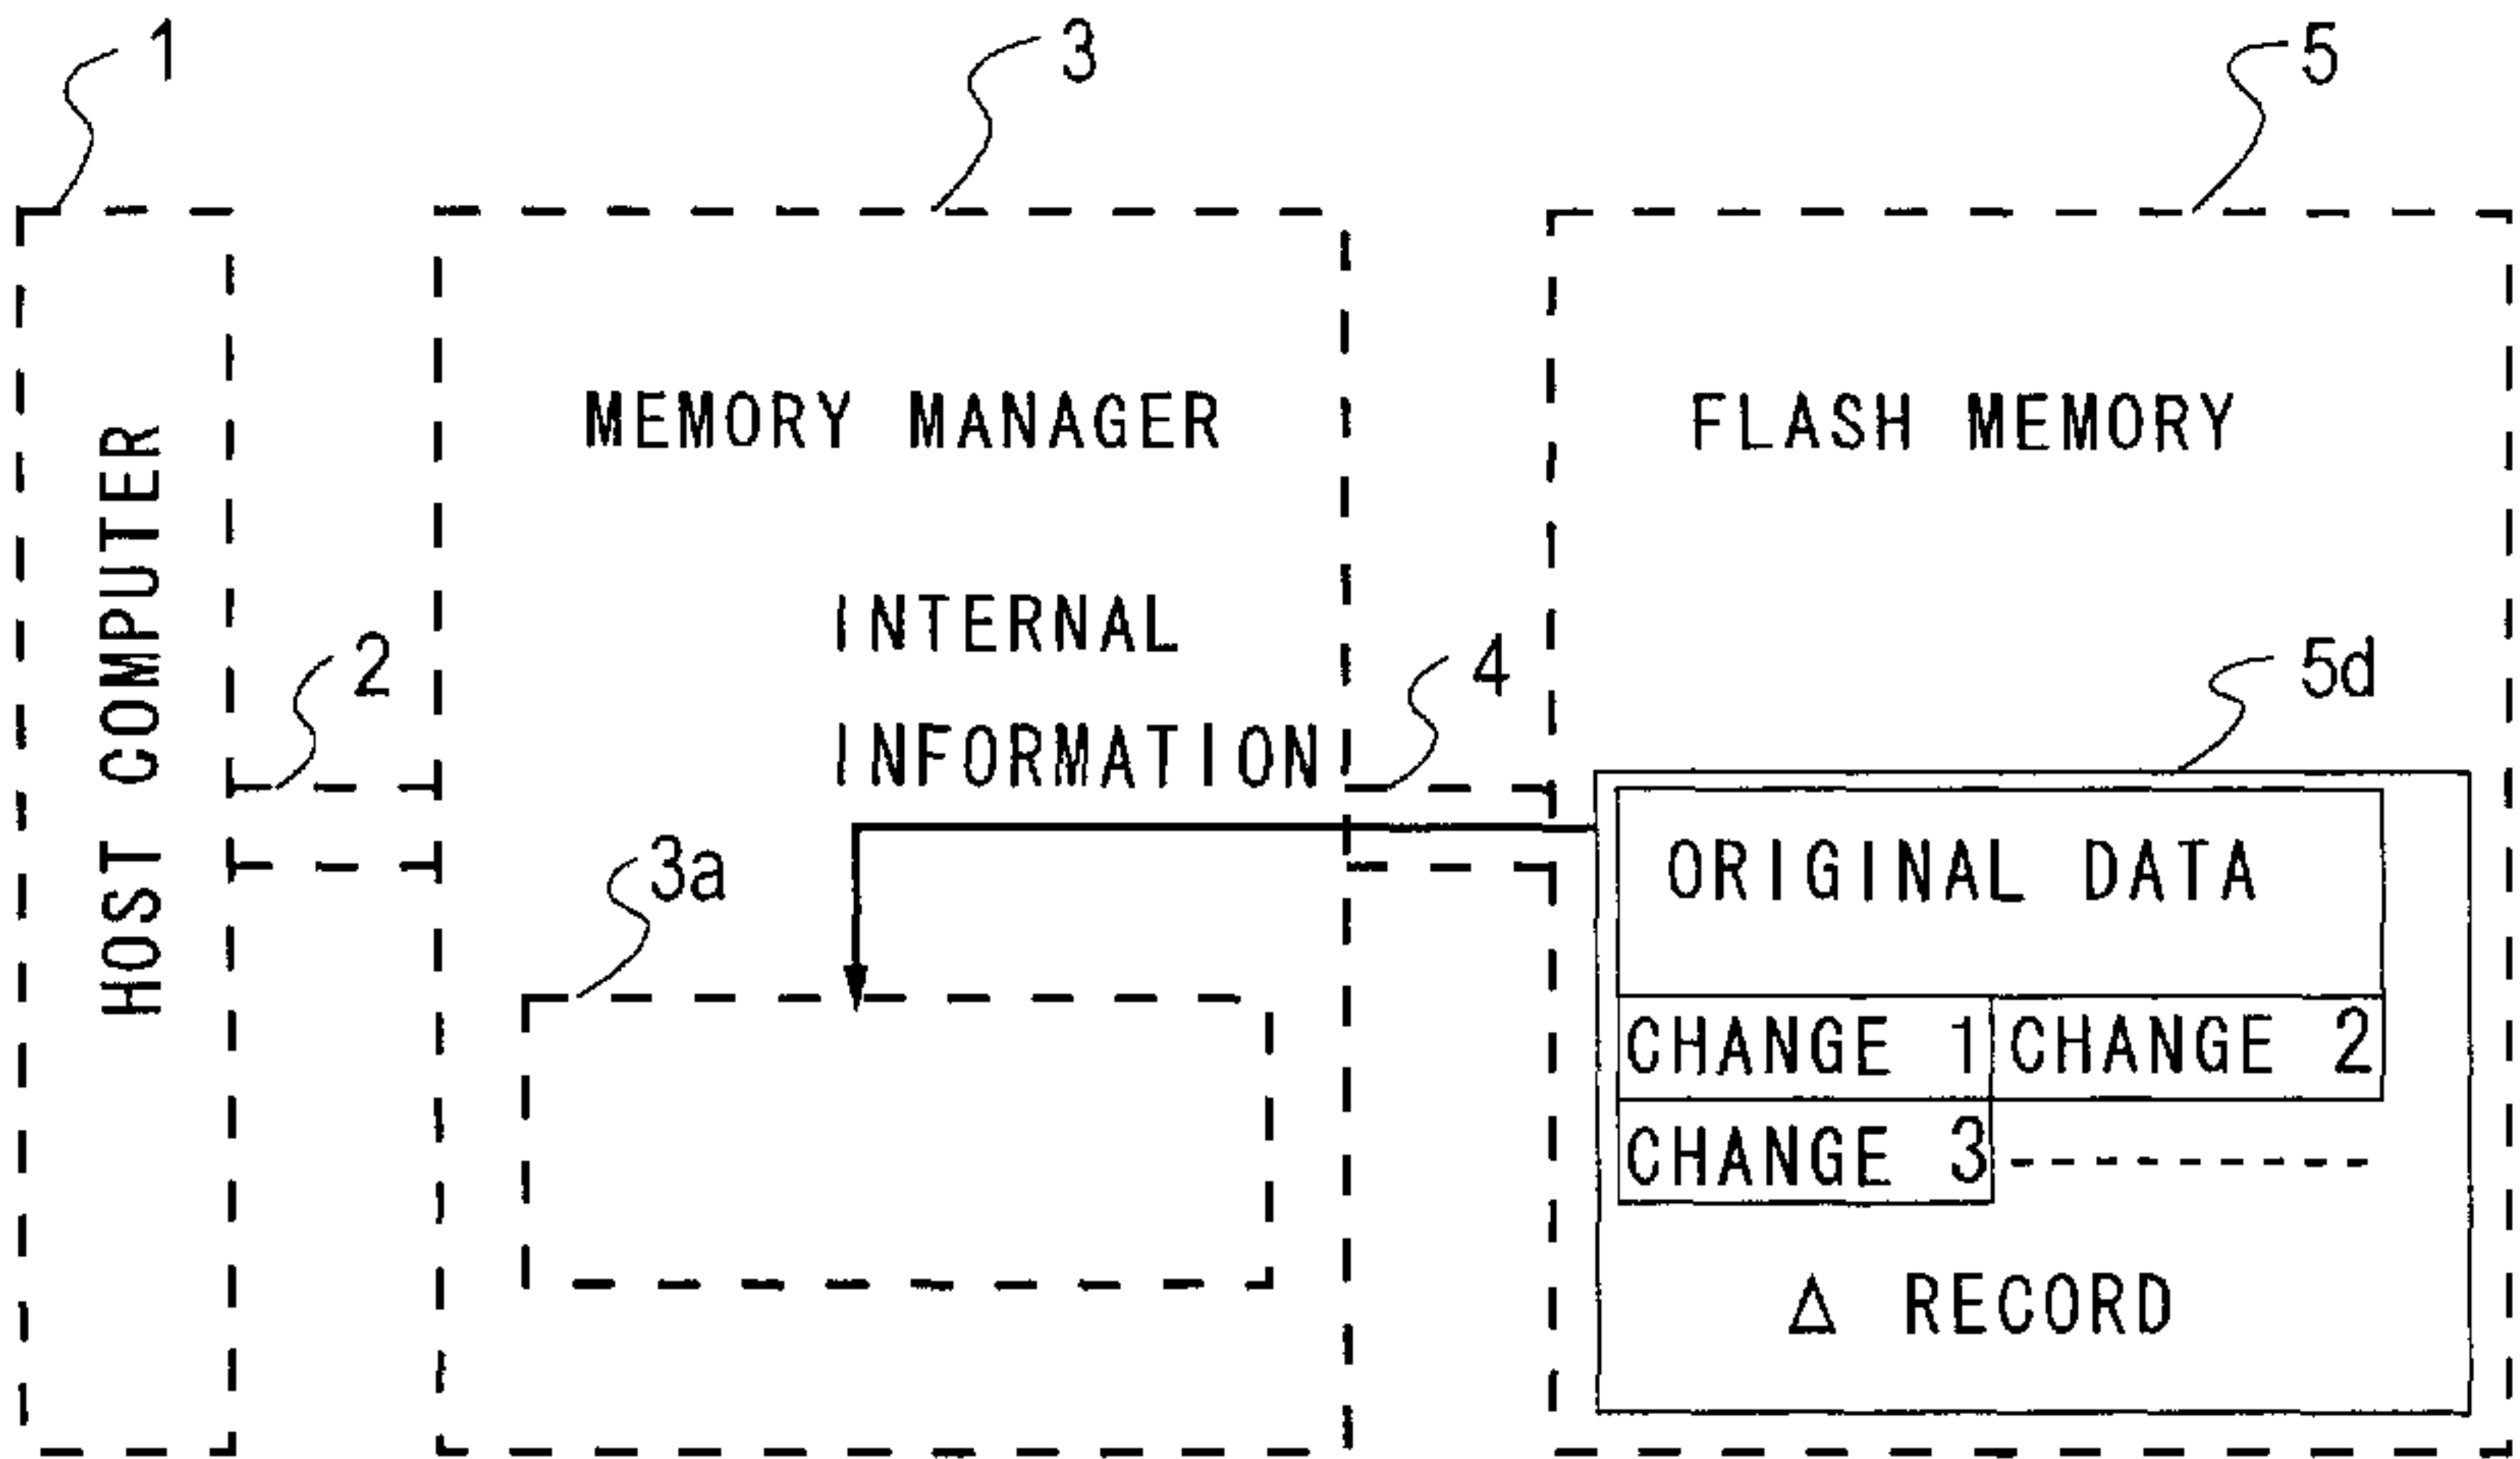 1
3
5
HOST COMPUTER
MEMORY MANAGER
FLASH MEMORY
INTERNAL
INFORMATION
2
4
5d
3a
ORIGINAL DATA
CHANGE 1
CHANGE 2
CHANGE 3
Δ RECORD